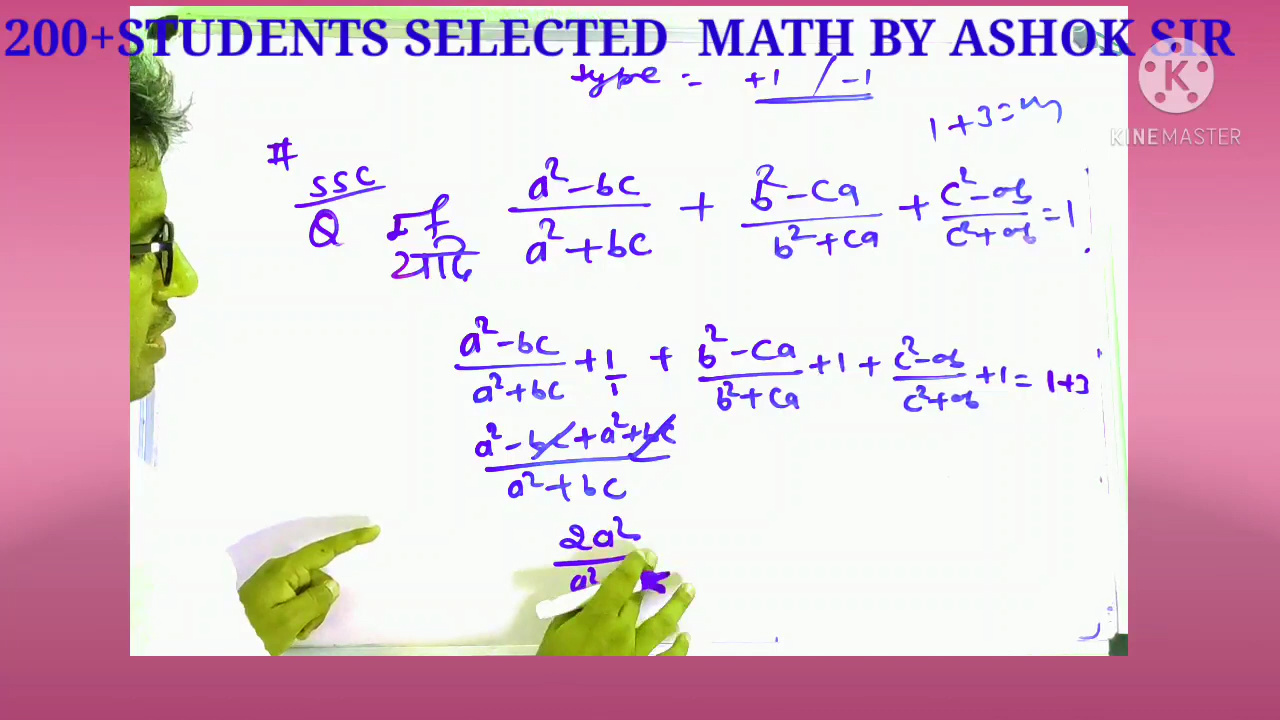 200+STUDENTS SELECTED MATH BY ASHOK SIR
type = +1 / -1
KINEMASTER
1+3=4
# SSC
Q If a²-bc/a²+bc + b²-ca/b²+ca + c²-ab/c²+ab = 1
यदि
a²-bc/a²+bc + 1/1 + b²-ca/b²+ca + 1 + c²-ab/c²+ab + 1 = 1+3
a²-bc+a²+bc/a²+bc
2a²/a²